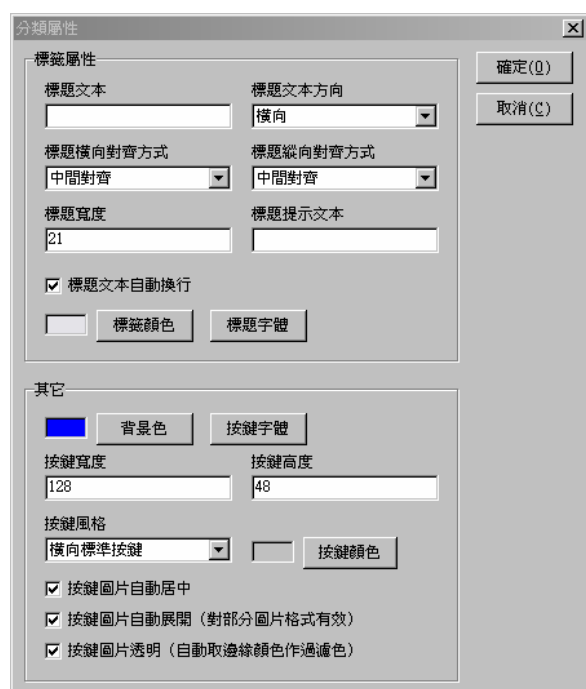 分類屬性
標籤屬性
確定(O)
標題文本
標題文本方向
橫向
取消(C)
標題橫向對齊方式
標題縱向對齊方式
中間對齊
中間對齊
標題寬度
標題提示文本
21
標題文本自動換行
標籤顏色
標題字體
其它
背景色
按鍵字體
按鍵寬度
按鍵高度
128
48
按鍵風格
橫向標準按鍵
按鍵顏色
按鍵圖片自動居中
按鍵圖片自動展開（對部分圖片格式有效）
按鍵圖片透明（自動取邊緣顏色作過濾色）